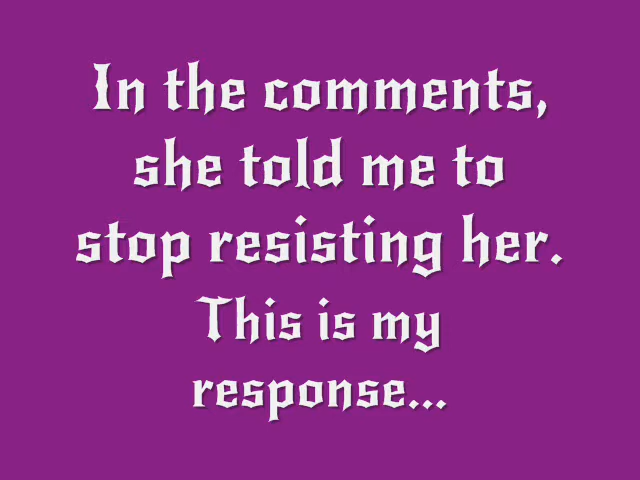 In the comments,
she told me to
stop resisting her.
This is my
response...